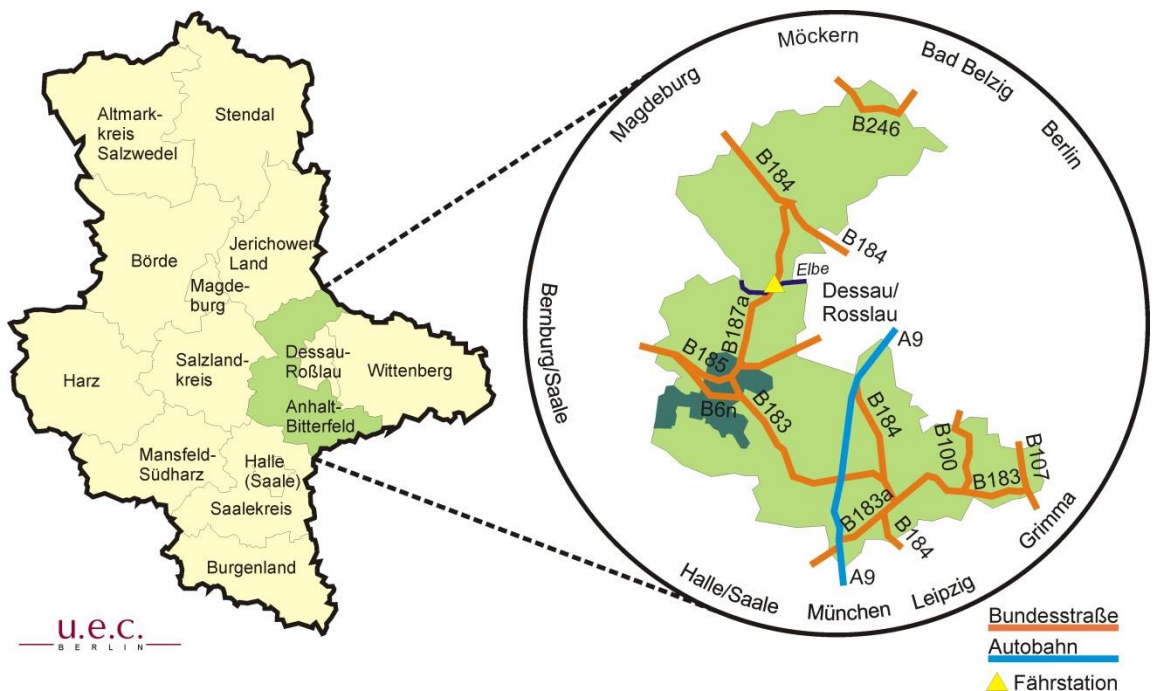 Altmark-
kreis
Salzwedel
Stendal
Börde
Jerichower
Land
Magde-
burg
Harz
Salzland-
kreis
Dessau-
Roßlau
Wittenberg
Anhalt-
Bitterfeld
Mansfeld-
Südharz
Halle
(Saale)
Saalekreis
Burgenland
u.e.c.
BERLIN
Möckern
Bad Belzig
Magdeburg
Berlin
B246
B184
B184
Elbe
Dessau/
Rosslau
B187a
A9
Bernburg/Saale
B185
B6n
B183
B184
B100
B183
B107
B183a
B184
Grimma
A9
Halle/Saale
München
Leipzig
Bundesstraße
Autobahn
Fährstation